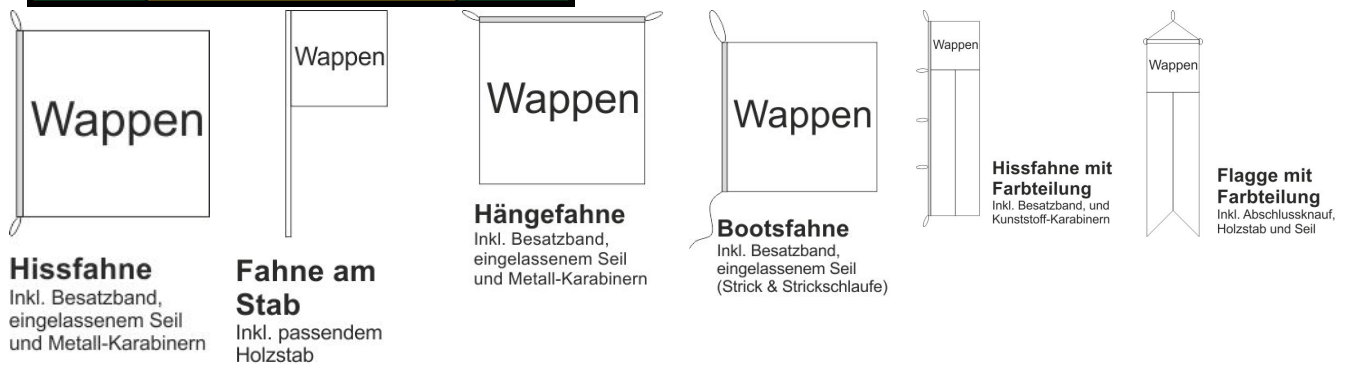 Wappen
Hissfahne
Inkl. Besatzband,
eingelassenem Seil
und Metall-Karabinern
Wappen
Fahne am
Stab
Inkl. passendem
Holzstab
Wappen
Hängefahne
Inkl. Besatzband,
eingelassenem Seil
und Metall-Karabinern
Wappen
Bootsfahne
Inkl. Besatzband,
eingelassenem Seil
(Strick & Strickschlaufe)
Wappen
Hissfahne mit
Farbteilung
Inkl. Besatzband, und
Kunststoff-Karabinern
Wappen
Flagge mit
Farbteilung
Inkl. Abschlussknauf,
Holzstab und Seil